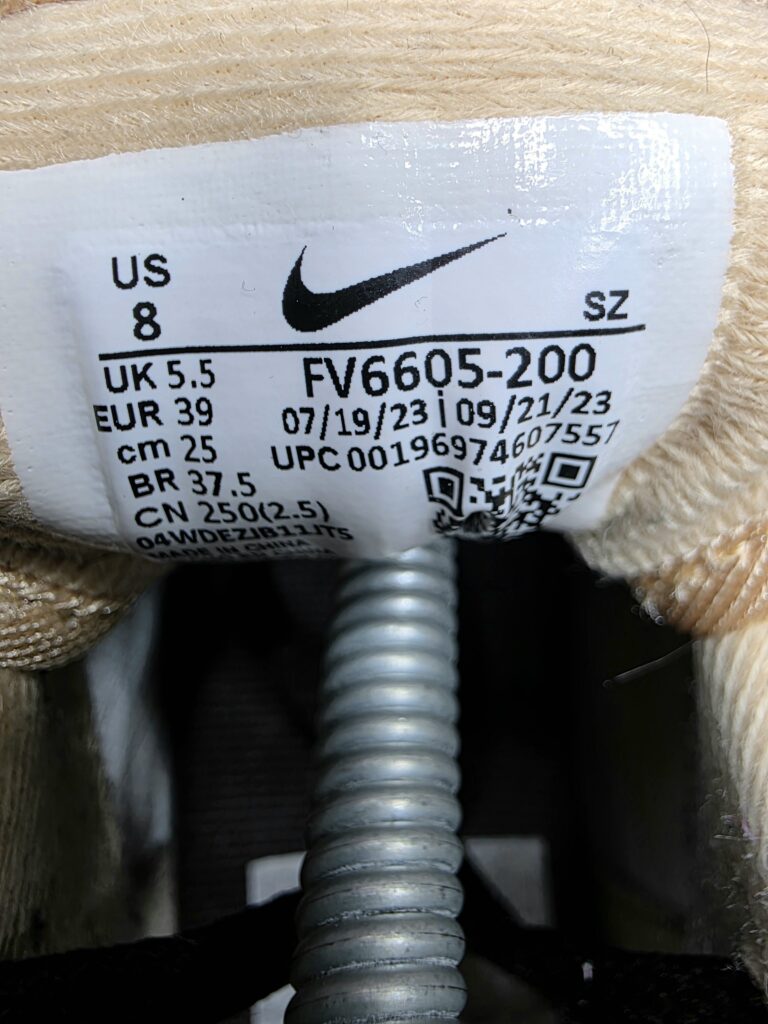 US
8
SZ
UK 5.5
FV6605-200
EUR 39
07/19/23 | 09/21/23
cm 25
UPC 00196974607557
BR 37.5
CN 250(2.5)
04WDEZJB11JT5
MADE IN CHINA